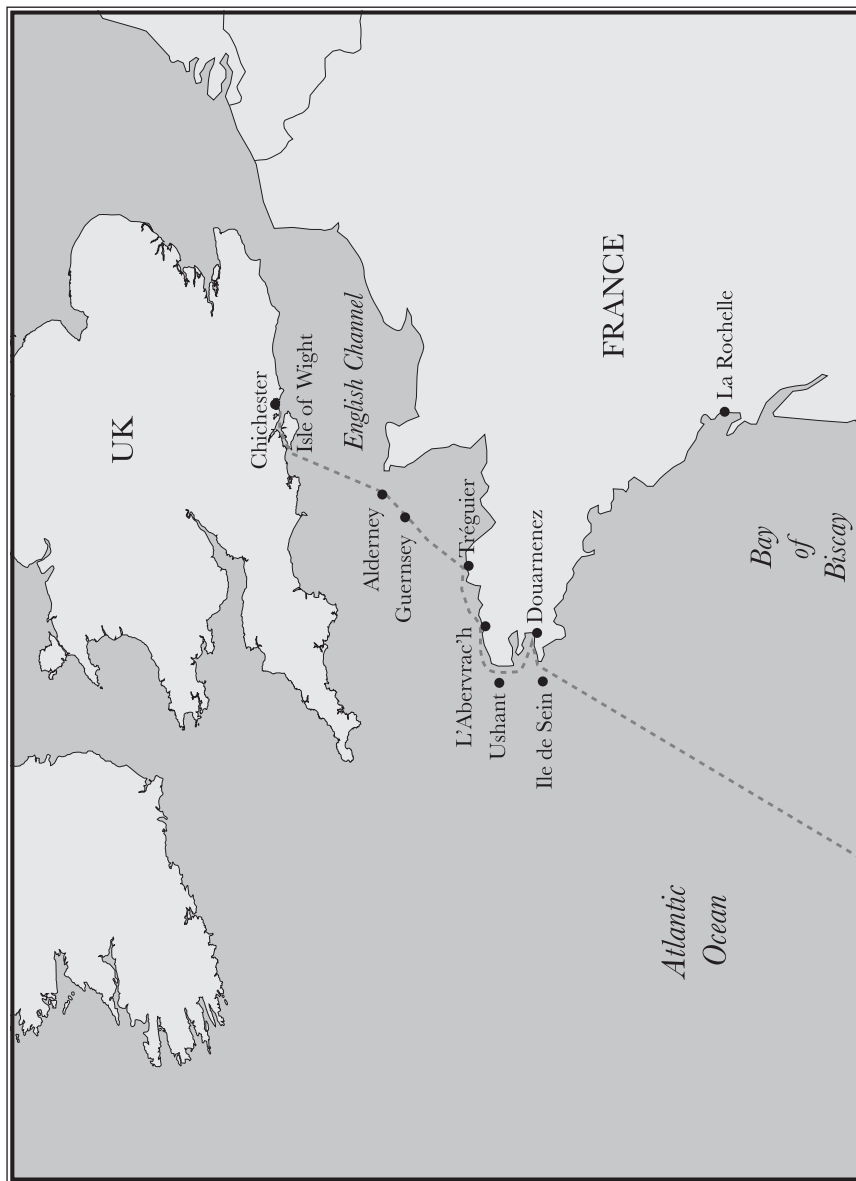 UK
Chichester
Isle of Wight
English Channel
Alderney
Guernsey
Tréguier
L'Abervrac'h
Ushant
Douarnenez
Ile de Sein
FRANCE
La Rochelle
Bay
of
Biscay
Atlantic
Ocean